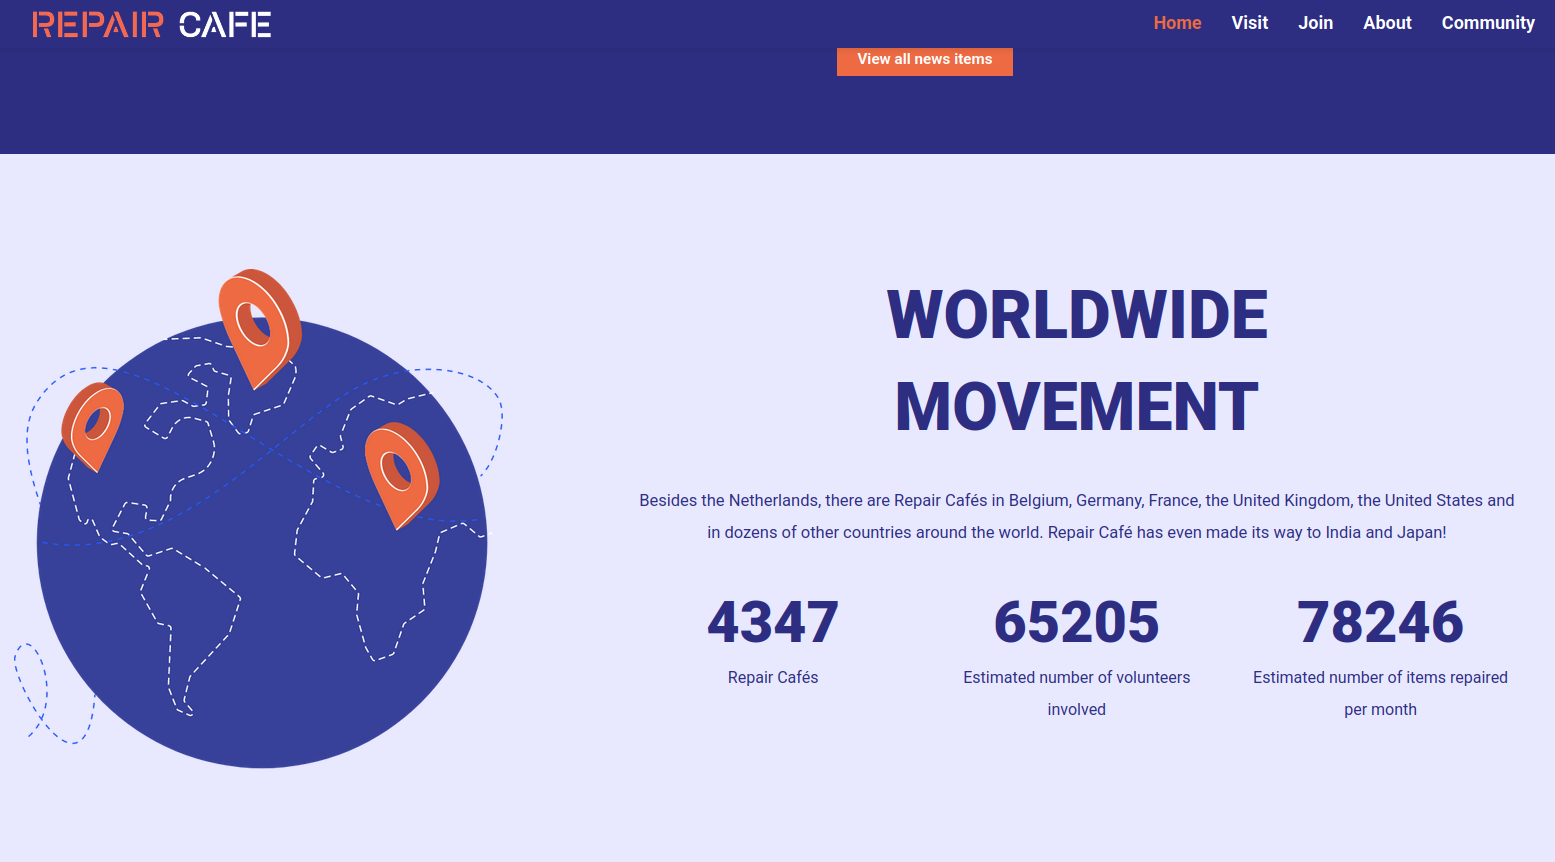 REPAIR CAFE
Home Visit Join About Community
View all news items
WORLDWIDE
MOVEMENT
Besides the Netherlands, there are Repair Cafés in Belgium, Germany, France, the United Kingdom, the United States and
in dozens of other countries around the world. Repair Café has even made its way to India and Japan!
4347
Repair Cafés
65205
Estimated number of volunteers
involved
78246
Estimated number of items repaired
per month